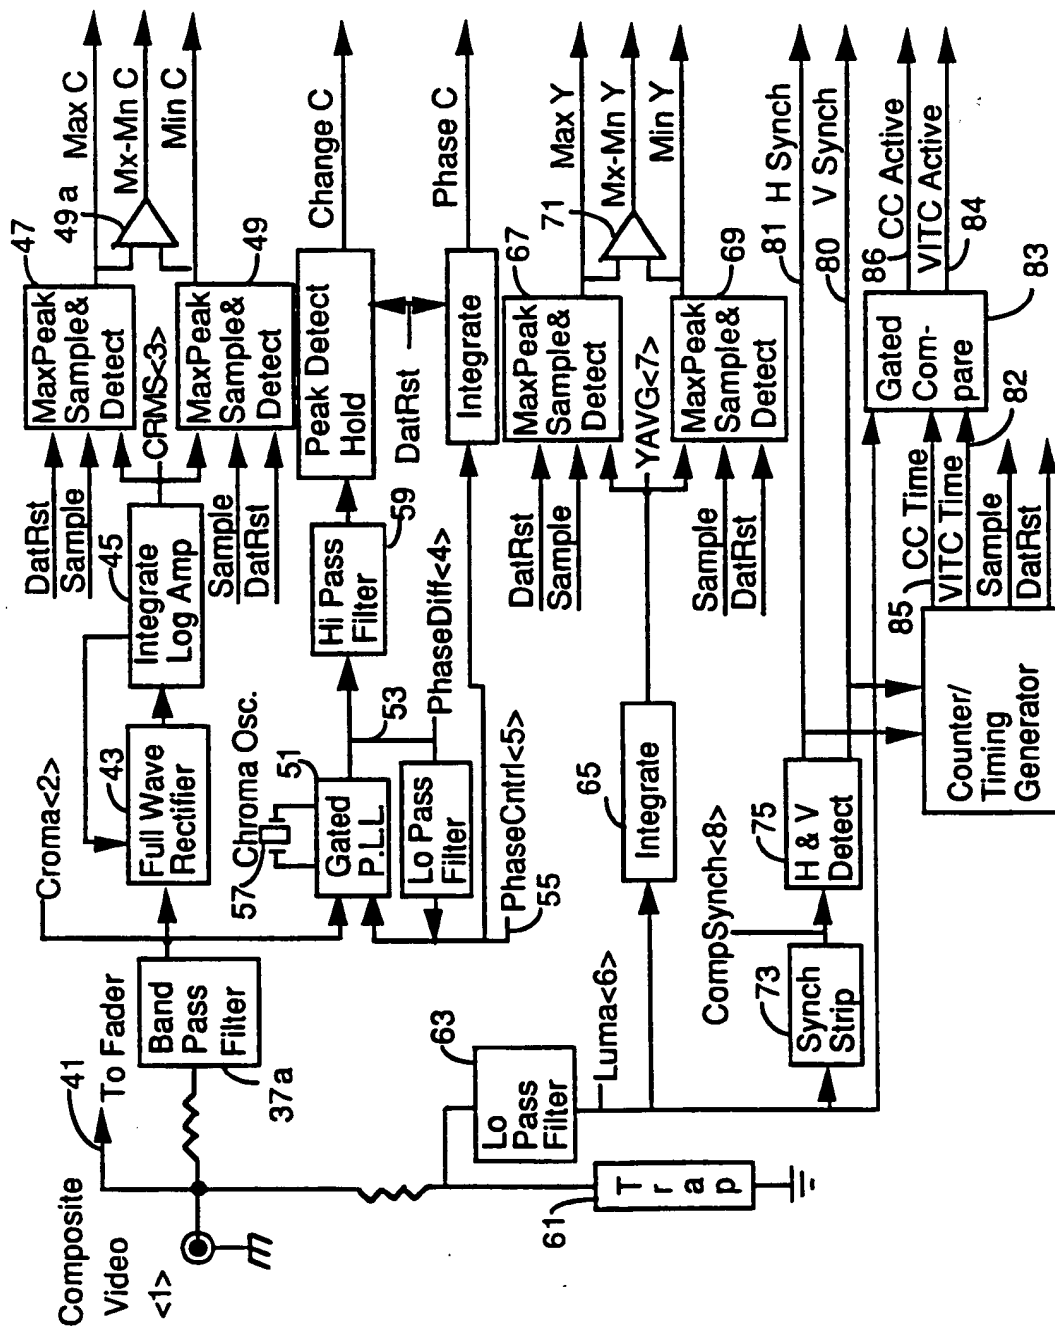 Composite
Video
<1>
41
To Fader
Band
Pass
Filter
37a
Croma<2>
43
Full Wave
Rectifier
45
Integrate
Log Amp
DatRst
Sample
Sample
DatRst
CRMS<3>
47
MaxPeak
Sample&
Detect
49
MaxPeak
Sample&
Detect
49a
Max C
Mx-Mn C
Min C
57
Chroma Osc.
51
Gated
P.L.L.
53
Lo Pass
Filter
PhaseDiff<4>
PhaseCntrl<5>
55
Hi Pass
Filter
59
Peak Detect
Hold
Change C
DatRst
Integrate
Phase C
61
Trap
63
Lo
Pass
Filter
Luma<6>
65
Integrate
DatRst
Sample
Sample
DatRst
YAVG<7>
67
MaxPeak
Sample&
Detect
69
MaxPeak
Sample&
Detect
71
Max Y
Mx-Mn Y
Min Y
73
Synch
Strip
CompSynch<8>
75
H & V
Detect
81
H Synch
80
V Synch
Counter/
Timing
Generator
85
CC Time
VITC Time
82
Sample
DatRst
Gated
Com-
pare
83
86
CC Active
VITC Active
84